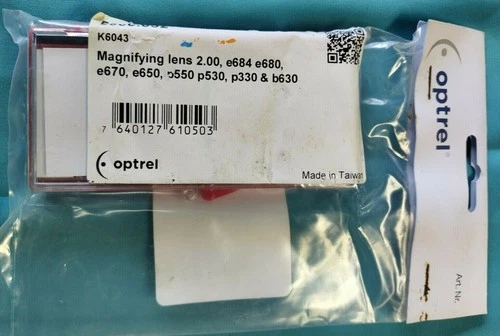 K6043
Magnifying lens 2.00, e684 e680,
e670, e650, p550 p530, p330 & b630
7 640127 610503
optrel
Made in Taiwan
optrel
Art. Nr.